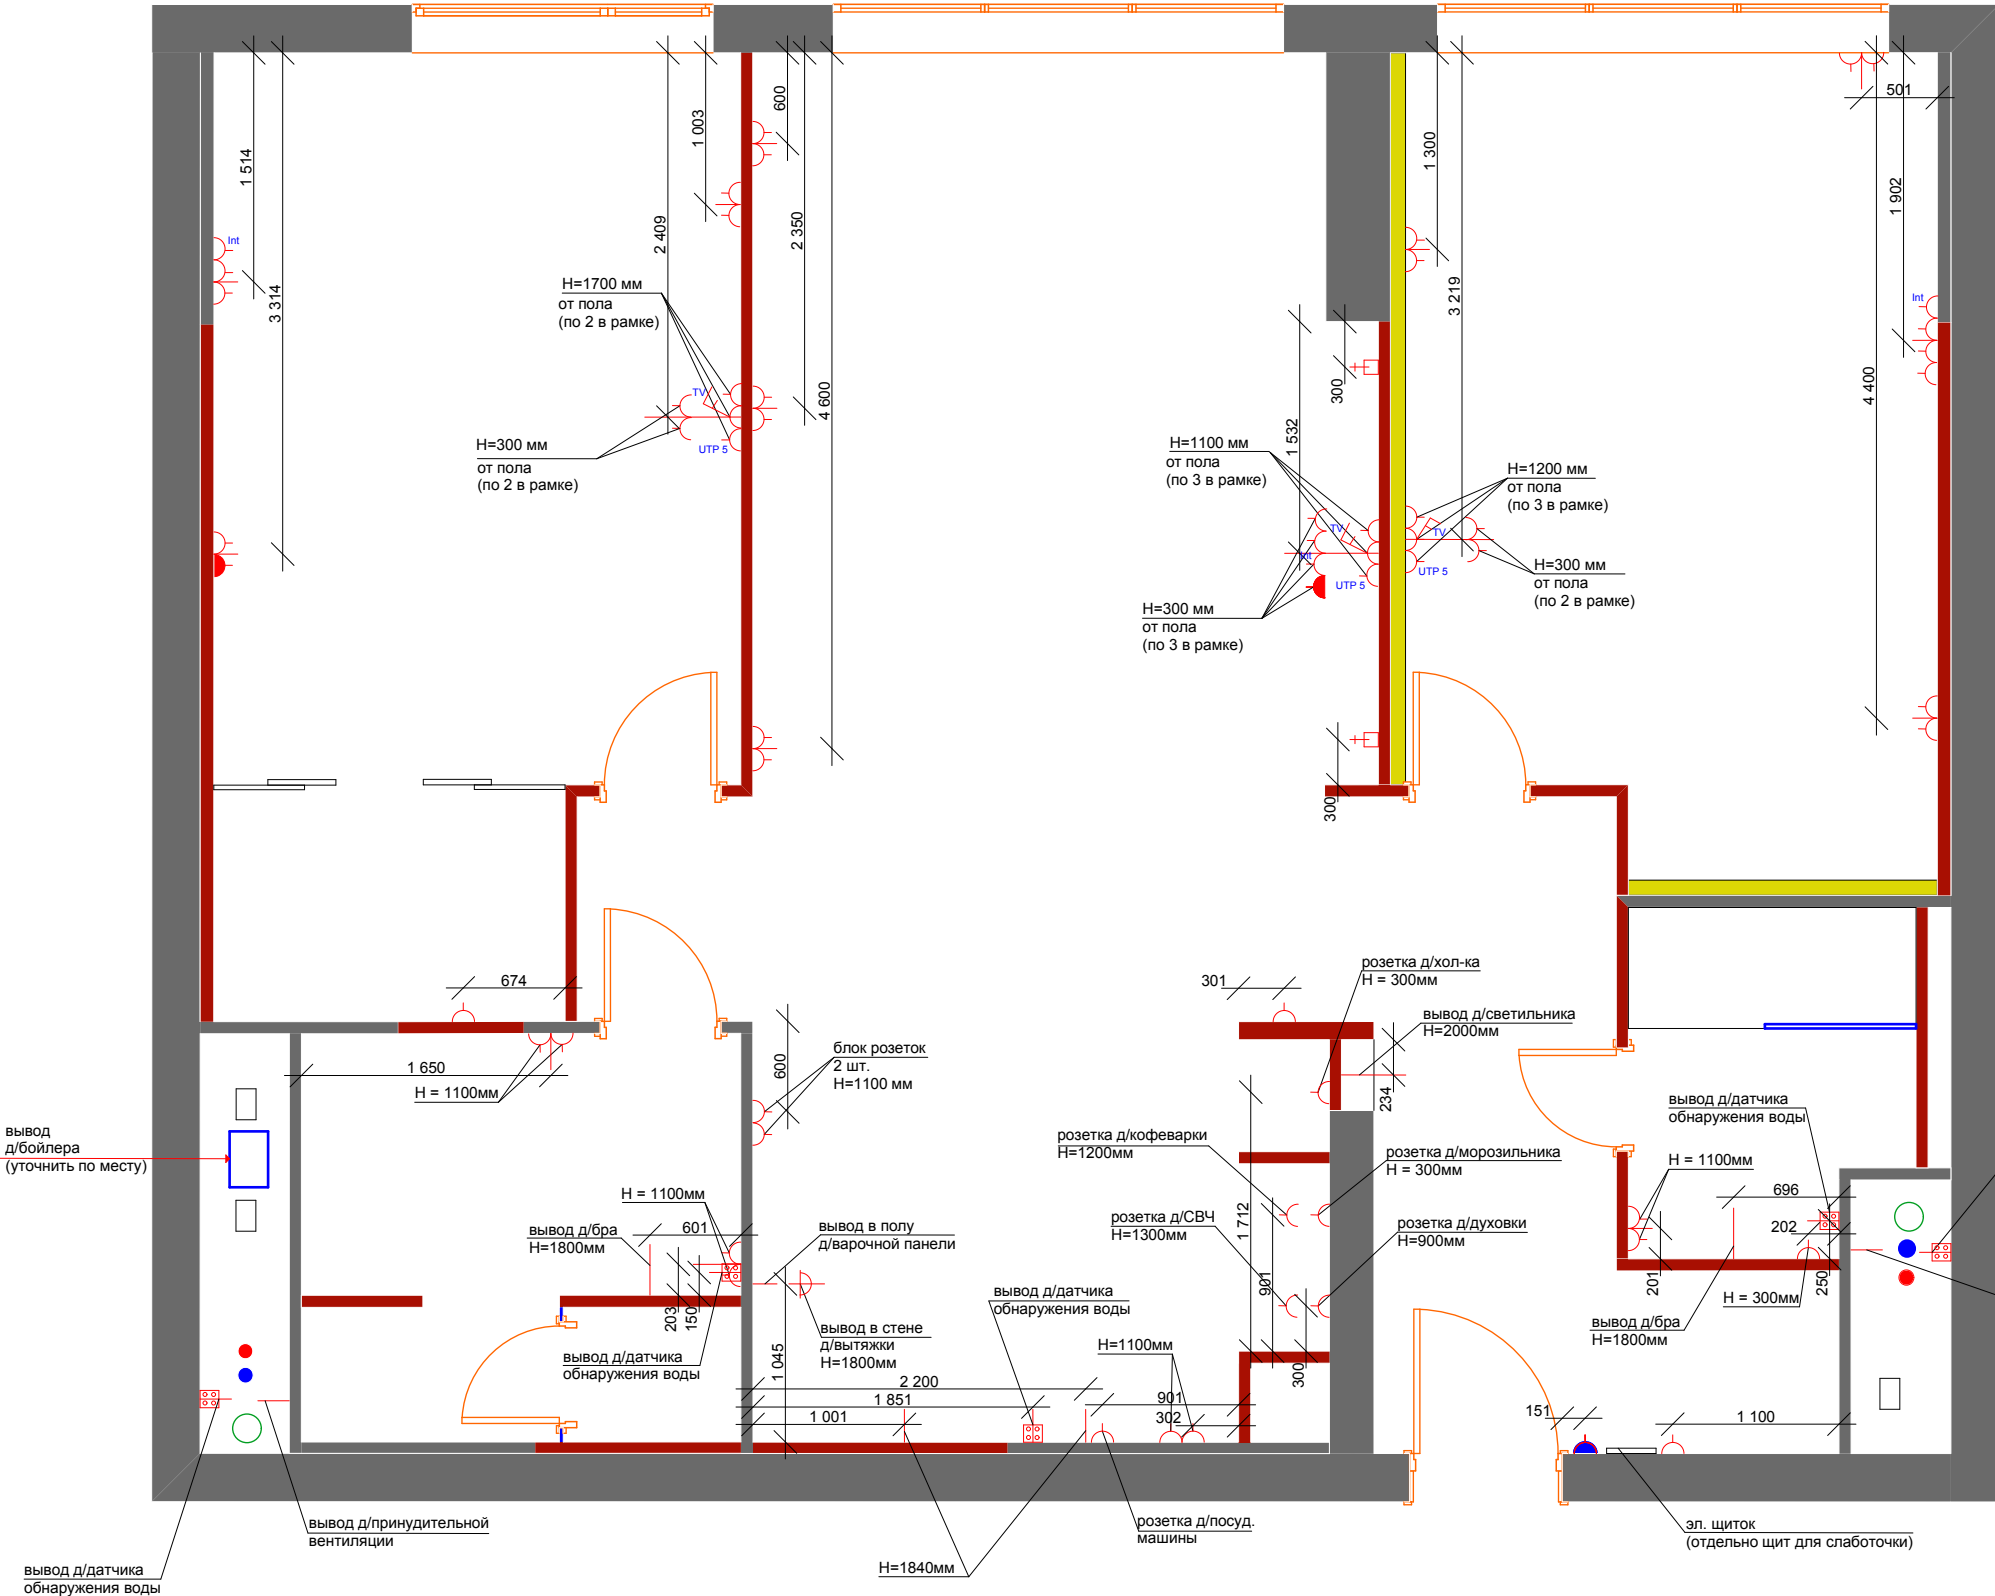 600
1 003
501
1 514
1 300
1 902
2 409
2 350
Int
3 314
H=1700 мм
от пола
(по 2 в рамке)
3 219
Int
300
4 600
4 400
TV
UTP 5
H=300 мм
от пола
(по 2 в рамке)
1 532
H=1100 мм
от пола
(по 3 в рамке)
H=1200 мм
от пола
(по 3 в рамке)
TV
Int
UTP 5
TV
UTP 5
H=300 мм
от пола
(по 2 в рамке)
H=300 мм
от пола
(по 3 в рамке)
300
674
301
розетка д/хол-ка
H = 300мм
вывод д/светильника
H=2000мм
234
1 650
H = 1100мм
600
блок розеток
2 шт.
H=1100 мм
вывод
д/бойлера
(уточнить по месту)
розетка д/кофеварки
H=1200мм
розетка д/морозильника
H = 300мм
вывод д/датчика
обнаружения воды
H = 1100мм
696
202
201
250
H = 300мм
вывод д/бра
H=1800мм
H = 1100мм
601
вывод д/бра
H=1800мм
203
150
вывод д/датчика
обнаружения воды
вывод в полу
д/варочной панели
вывод в стене
д/вытяжки
H=1800мм
1 045
розетка д/СВЧ
H=1300мм
1 712
901
розетка д/духовки
H=900мм
300
вывод д/датчика
обнаружения воды
H=1100мм
2 200
1 851
1 001
901
302
151
1 100
вывод д/принудительной
вентиляции
вывод д/датчика
обнаружения воды
H=1840мм
розетка д/посуд.
машины
эл. щиток
(отдельно щит для слаботочки)